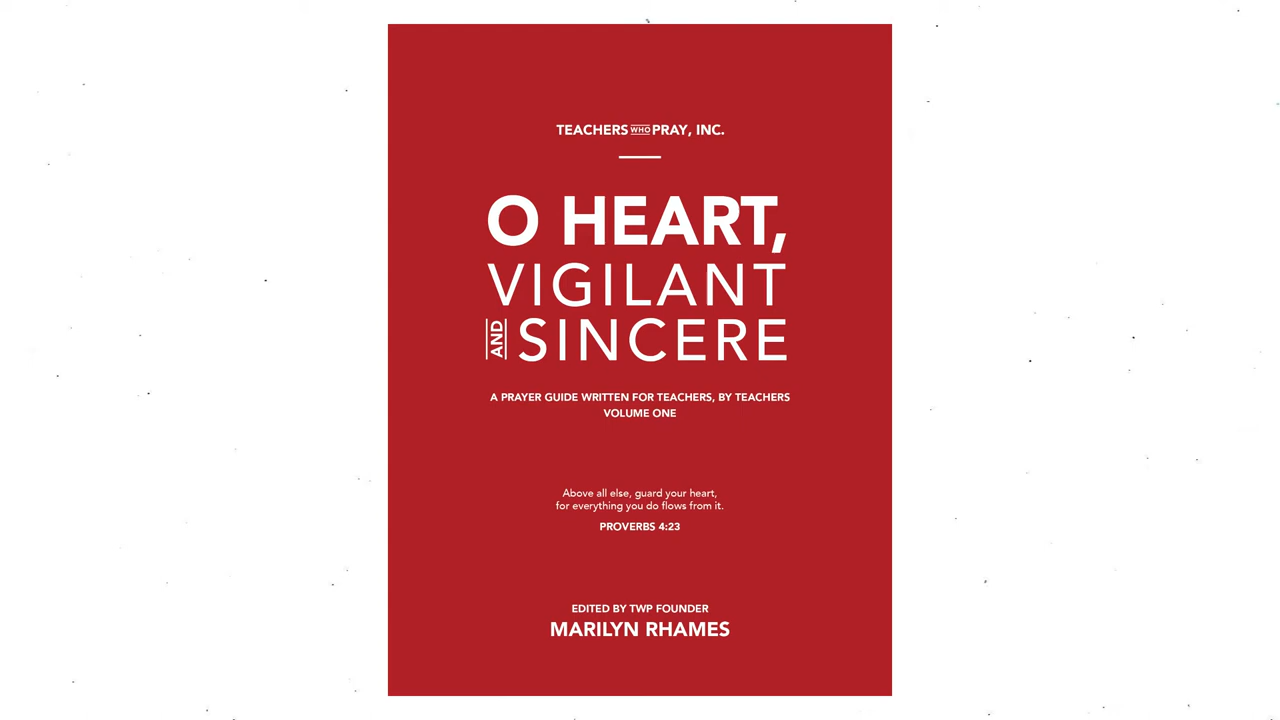 TEACHERS WHO PRAY, INC.
O HEART,
VIGILANT
AND SINCERE
A PRAYER GUIDE WRITTEN FOR TEACHERS, BY TEACHERS
VOLUME ONE
Above all else, guard your heart,
for everything you do flows from it.
PROVERBS 4:23
EDITED BY TWP FOUNDER
MARILYN RHAMES